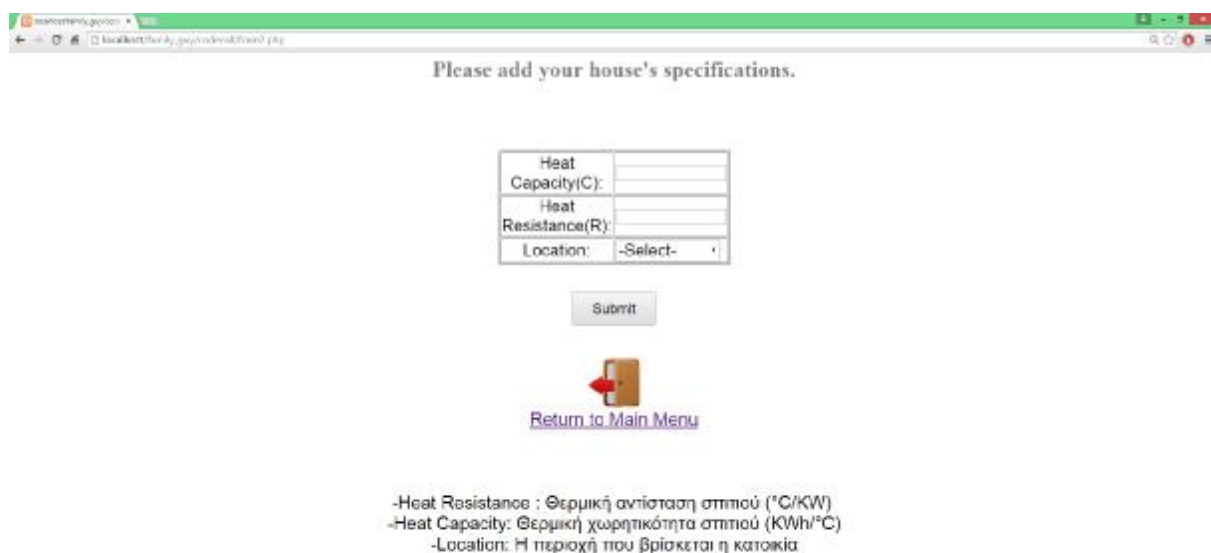 Please add your house's specifications.
Heat
Capacity(C):
Heat
Resistance(R):
Location:
-Select-
Submit
Return to Main Menu
-Heat Resistance : Θερμική αντίσταση σπιτιού (°C/KW)
-Heat Capacity: Θερμική χωρητικότητα σπιτιού (KWh/°C)
-Location: Η περιοχή που βρίσκεται η κατοικία